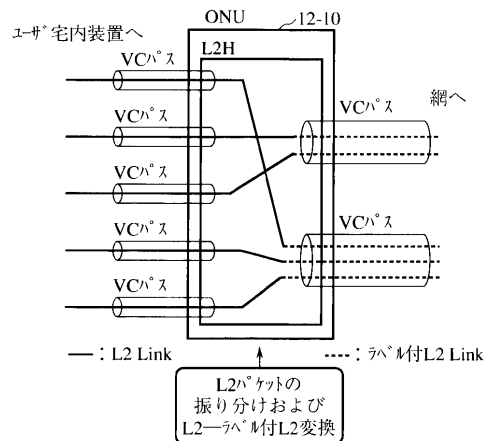 ONU
12-10
ﾕｰｻﾞ宅内装置へ
L2H
VCﾊﾟｽ
VCﾊﾟｽ
網へ
VCﾊﾟｽ
VCﾊﾟｽ
VCﾊﾟｽ
VCﾊﾟｽ
VCﾊﾟｽ
━：L2 Link
┅：ﾗﾍﾞﾙ付L2 Link
L2ﾊﾟｹｯﾄの
振り分けおよび
L2―ﾗﾍﾞﾙ付L2変換